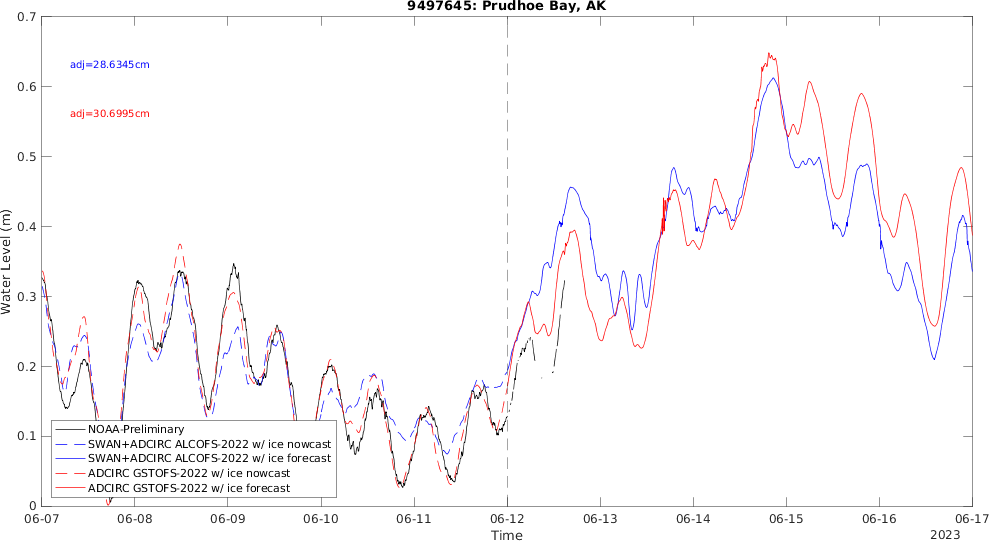 9497645: Prudhoe Bay, AK
0.7
adj=28.6345cm
0.6
adj=30.6995cm
0.5
0.4
Water Level (m)
0.3
0.2
0.1
NOAA-Preliminary
SWAN+ADCIRC ALCOFS-2022 w/ ice nowcast
SWAN+ADCIRC ALCOFS-2022 w/ ice forecast
ADCIRC GSTOFS-2022 w/ ice nowcast
ADCIRC GSTOFS-2022 w/ ice forecast
0
06-07 06-08 06-09 06-10 06-11 06-12 06-13 06-14 06-15 06-16 06-17
Time
2023